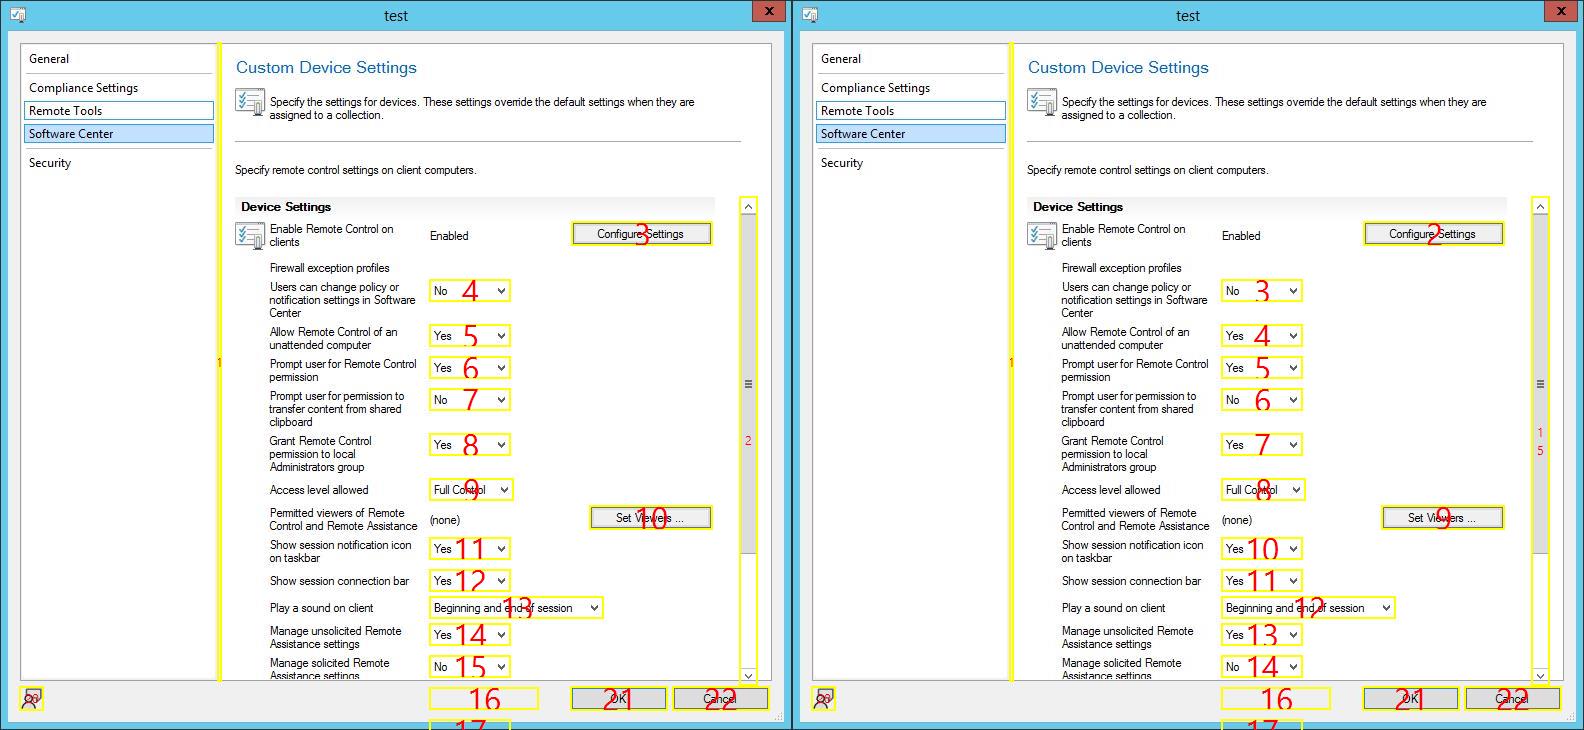 test
General
Compliance Settings
Remote Tools
Software Center
Security
1
Custom Device Settings
Specify the settings for devices. These settings override the default settings when they are
assigned to a collection.
Specify remote control settings on client computers.
Device Settings
Enable Remote Control on
clients
Enabled
Configure Settings
3
Firewall exception profiles
Users can change policy or
notification settings in Software
Center
No 4
Allow Remote Control of an
unattended computer
Yes 5
Prompt user for Remote Control
permission
Yes 6
Prompt user for permission to
transfer content from shared
clipboard
No 7
Grant Remote Control
permission to local
Administrators group
Yes 8
2
Access level allowed
Full Control 9
Permitted viewers of Remote
Control and Remote Assistance
(none)
Set Viewers ... 10
Show session notification icon
on taskbar
Yes 11
Show session connection bar
Yes 12
Play a sound on client
Beginning and end of session 13
Manage unsolicited Remote
Assistance settings
Yes 14
Manage solicited Remote
Assistance settings
No 15
16
OK 21
Cancel 22
17
test
General
Compliance Settings
Remote Tools
Software Center
Security
1
Custom Device Settings
Specify the settings for devices. These settings override the default settings when they are
assigned to a collection.
Specify remote control settings on client computers.
Device Settings
Enable Remote Control on
clients
Enabled
Configure Settings
2
Firewall exception profiles
Users can change policy or
notification settings in Software
Center
No 3
Allow Remote Control of an
unattended computer
Yes 4
Prompt user for Remote Control
permission
Yes 5
Prompt user for permission to
transfer content from shared
clipboard
No 6
Grant Remote Control
permission to local
Administrators group
Yes 7
1
5
Access level allowed
Full Control 8
Permitted viewers of Remote
Control and Remote Assistance
(none)
Set Viewers ... 9
Show session notification icon
on taskbar
Yes 10
Show session connection bar
Yes 11
Play a sound on client
Beginning and end of session 12
Manage unsolicited Remote
Assistance settings
Yes 13
Manage solicited Remote
Assistance settings
No 14
16
OK 21
Cancel 22
17